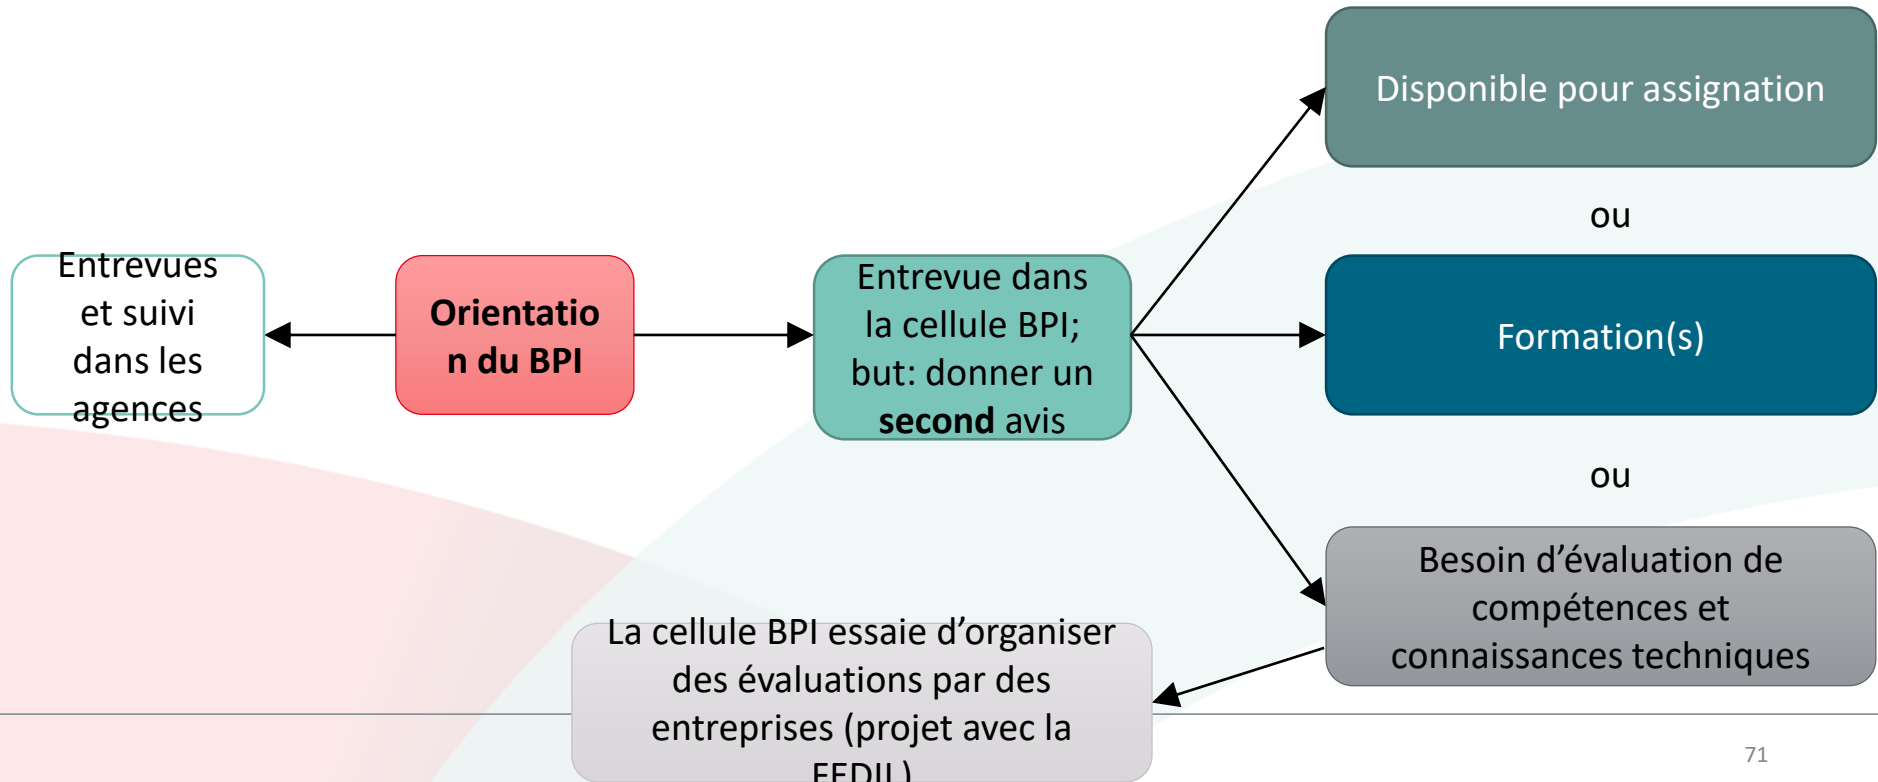 Disponible pour assignation
ou
Entrevues
et suivi
dans les
agences
Orientatio
n du BPI
Entrevue dans
la cellule BPI;
but: donner un
second avis
Formation(s)
ou
Besoin d’évaluation de
compétences et
connaissances techniques
La cellule BPI essaie d’organiser
des évaluations par des
entreprises (projet avec la
FEDIL)
71